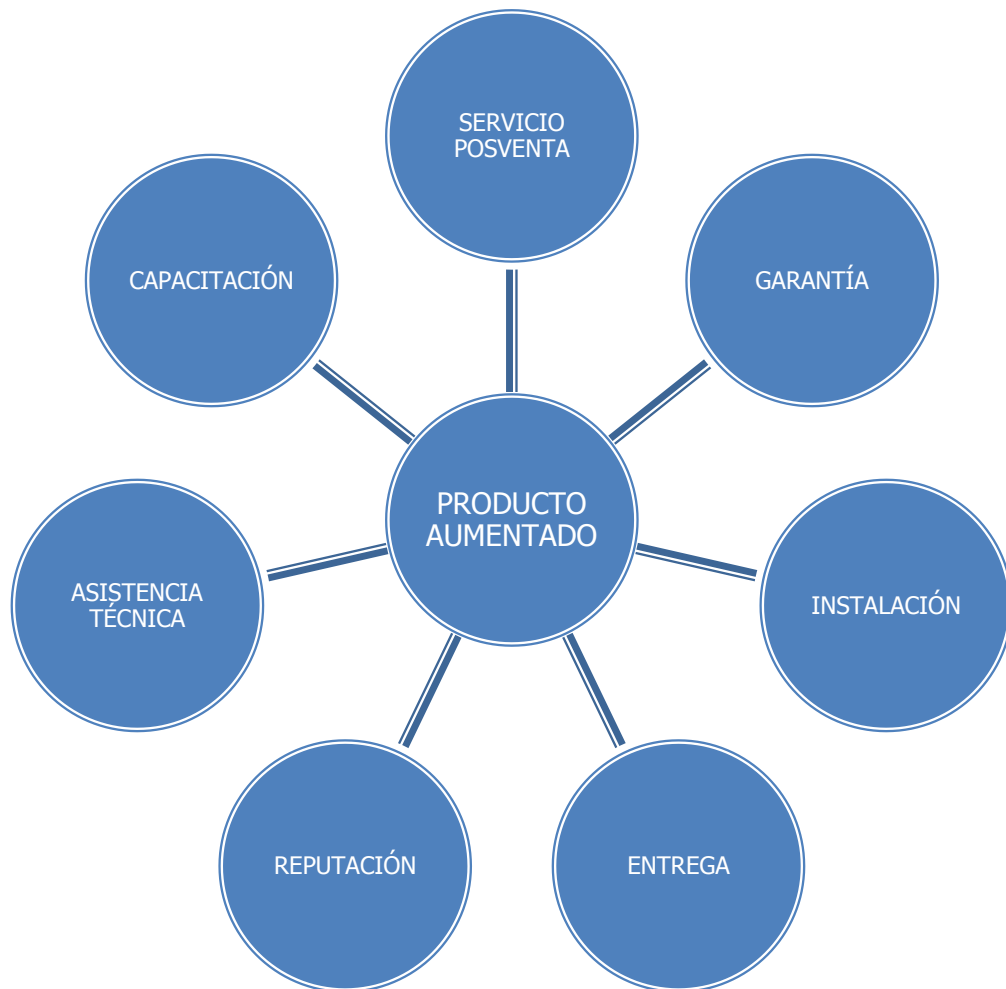 SERVICIO
POSVENTA
CAPACITACIÓN
GARANTÍA
PRODUCTO
AUMENTADO
ASISTENCIA
TÉCNICA
INSTALACIÓN
REPUTACIÓN
ENTREGA